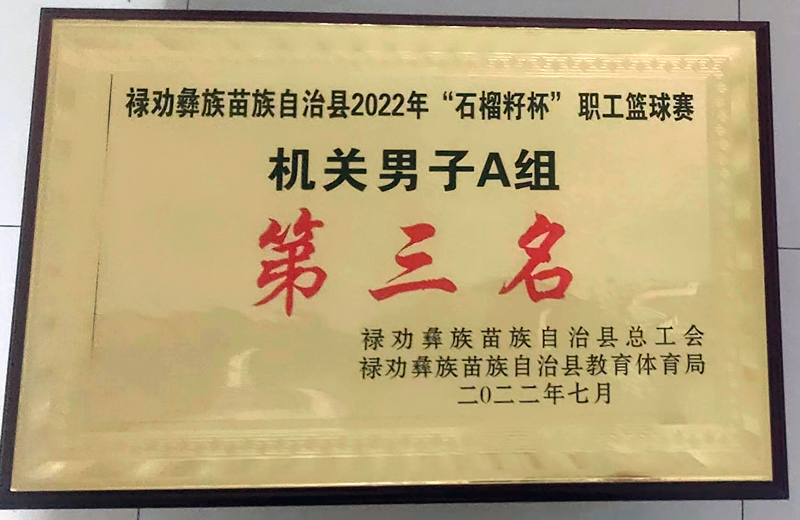 禄劝彝族苗族自治县2022年“石榴籽杯”职工篮球赛
机关男子A组
第三名
禄劝彝族苗族自治县总工会
禄劝彝族苗族自治县教育体育局
二〇二二年七月